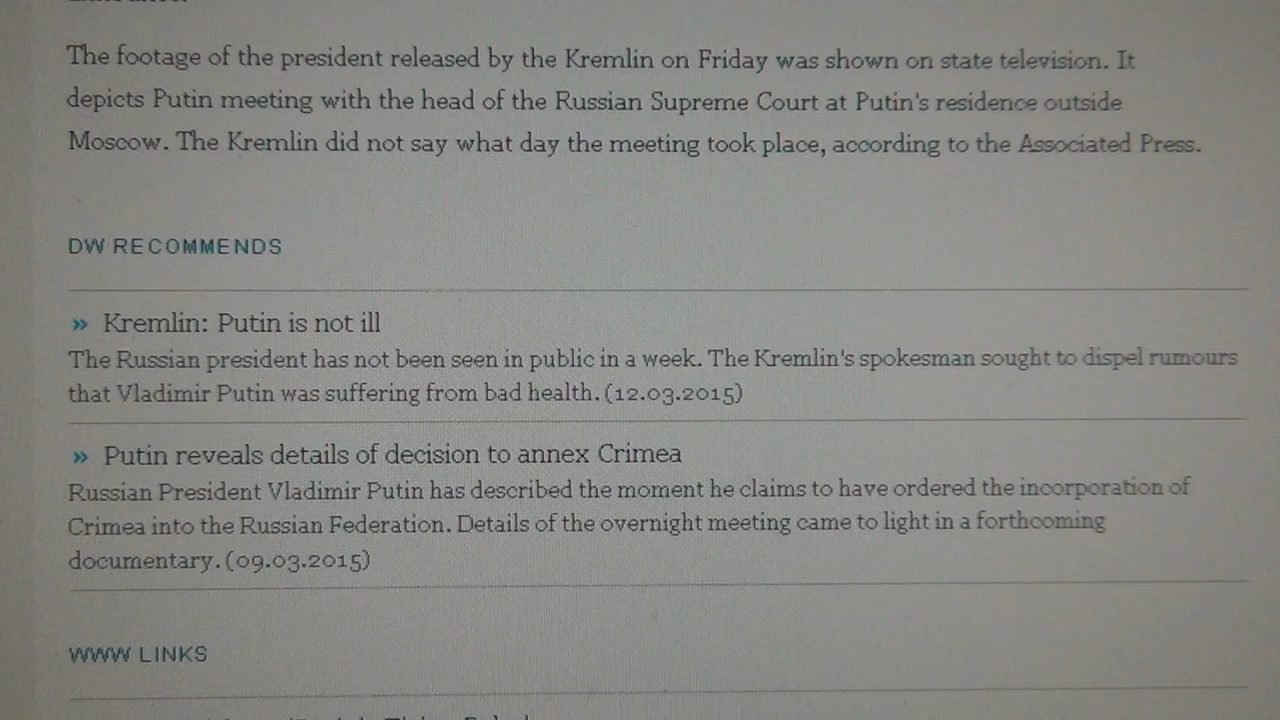 The footage of the president released by the Kremlin on Friday was shown on state television. It
depicts Putin meeting with the head of the Russian Supreme Court at Putin's residence outside
Moscow. The Kremlin did not say what day the meeting took place, according to the Associated Press.
DW RECOMMENDS
» Kremlin: Putin is not ill
The Russian president has not been seen in public in a week. The Kremlin's spokesman sought to dispel rumours
that Vladimir Putin was suffering from bad health. (12.03.2015)
» Putin reveals details of decision to annex Crimea
Russian President Vladimir Putin has described the moment he claims to have ordered the incorporation of
Crimea into the Russian Federation. Details of the overnight meeting came to light in a forthcoming
documentary. (09.03.2015)
WWW LINKS